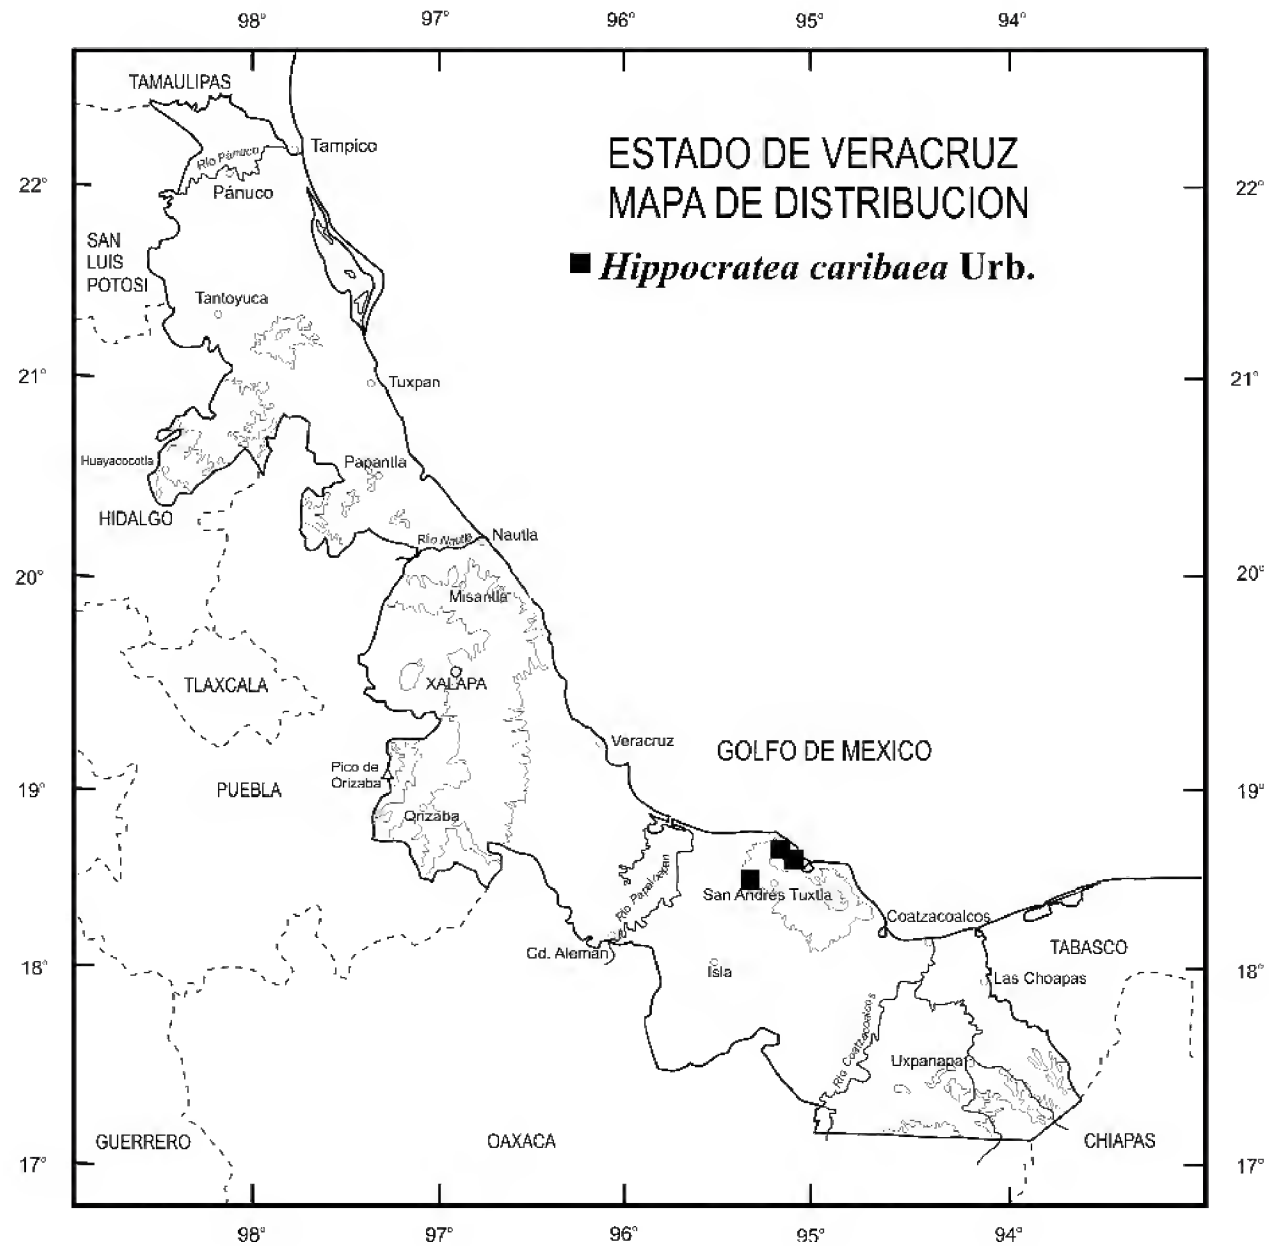 98° 97° 96° 95° 94°
TAMAULIPAS
ESTADO DE VERACRUZ
Tampico
Río Pánuco
22° 22°
Pánuco
MAPA DE DISTRIBUCION
SAN
LUIS
POTOSI
Hippocratea caribaea Urb.
Tantoyuca
21° 21°
Tuxpan
Huayacocotla
Papantla
HIDALGO
Nautla
Río Nautla
20° 20°
Misantla
TLAXCALA
XALAPA
Veracruz
GOLFO DE MEXICO
Pico de
Orizaba
PUEBLA
19° 19°
Orizaba
Río Papaloapan
San Andrés Tuxtla
Coatzacoalcos
TABASCO
Cd. Alemán
18° 18°
Isla
Las Choapas
Río Coatzacoalcos
Uxpanapa
GUERRERO
OAXACA
CHIAPAS
17° 17°
98° 97° 96° 95° 94°